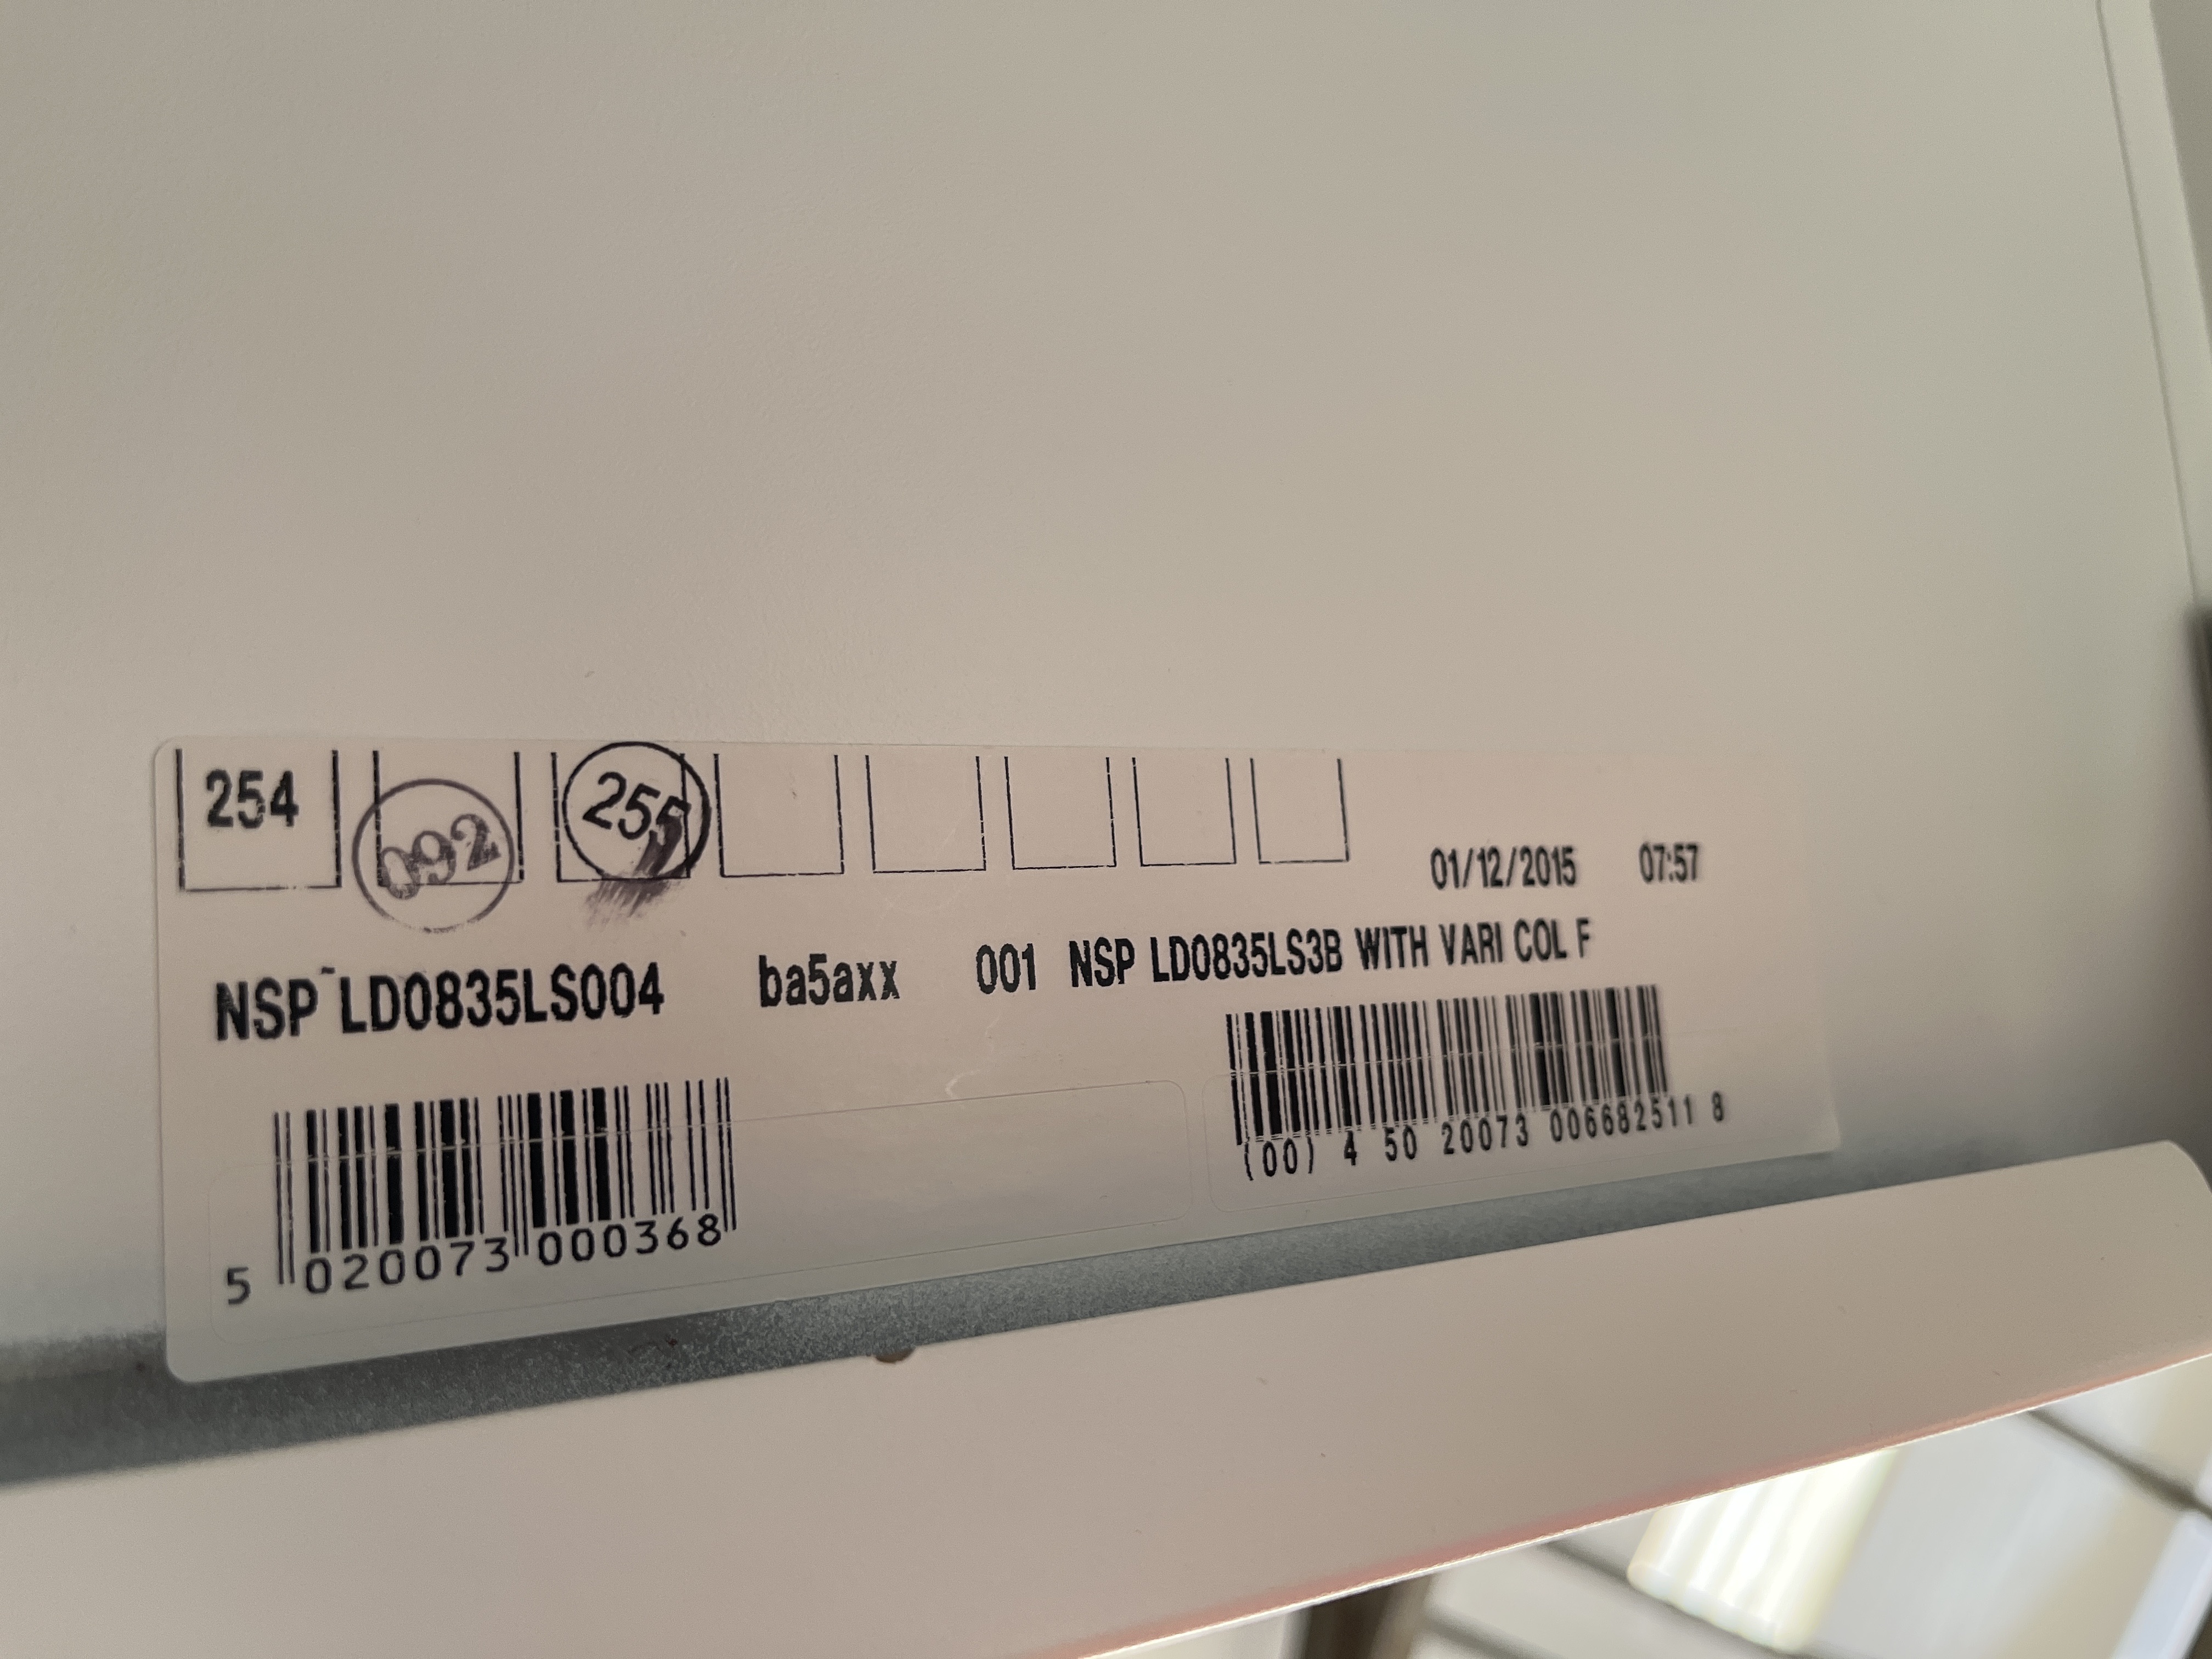 254 092 255
01/12/2015 07:57
NSP~LD0835LS004 ba5axx 001 NSP LD0835LS3B WITH VARI COL F
5 020073 000368
(00) 4 50 20073 006682511 8